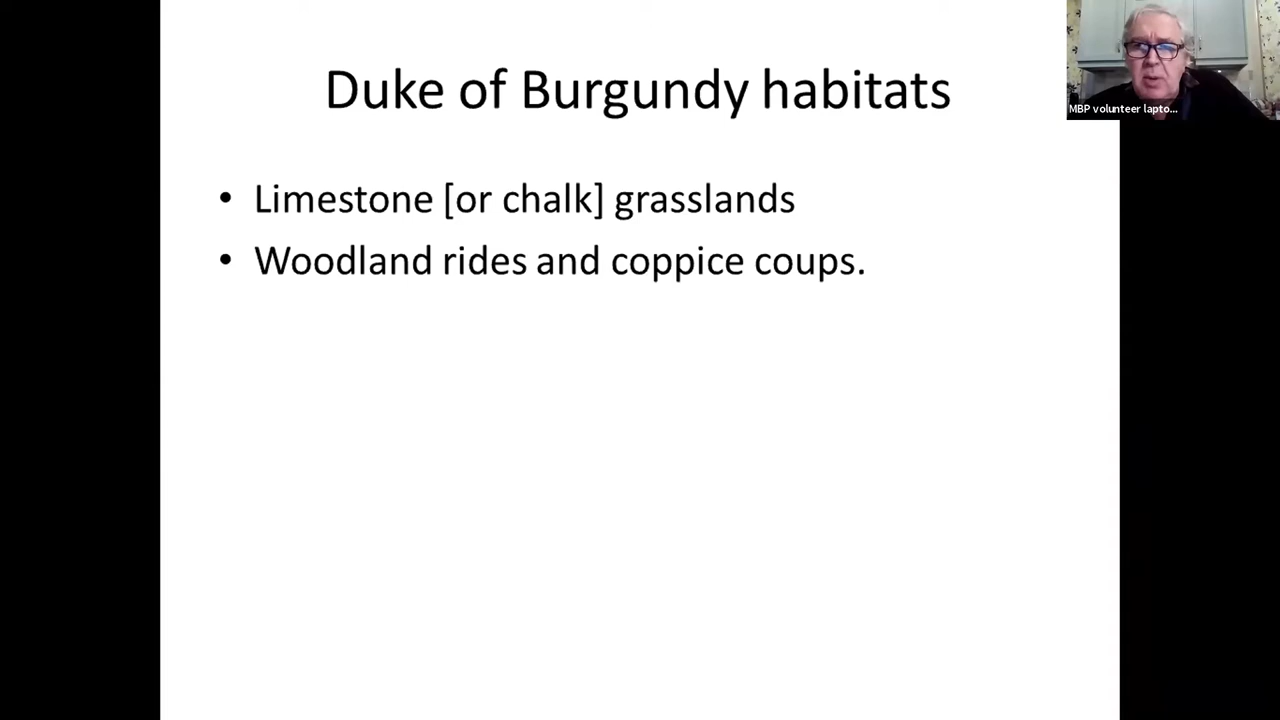 Duke of Burgundy habitats
• Limestone [or chalk] grasslands
• Woodland rides and coppice coups.
MBP volunteer lapto...